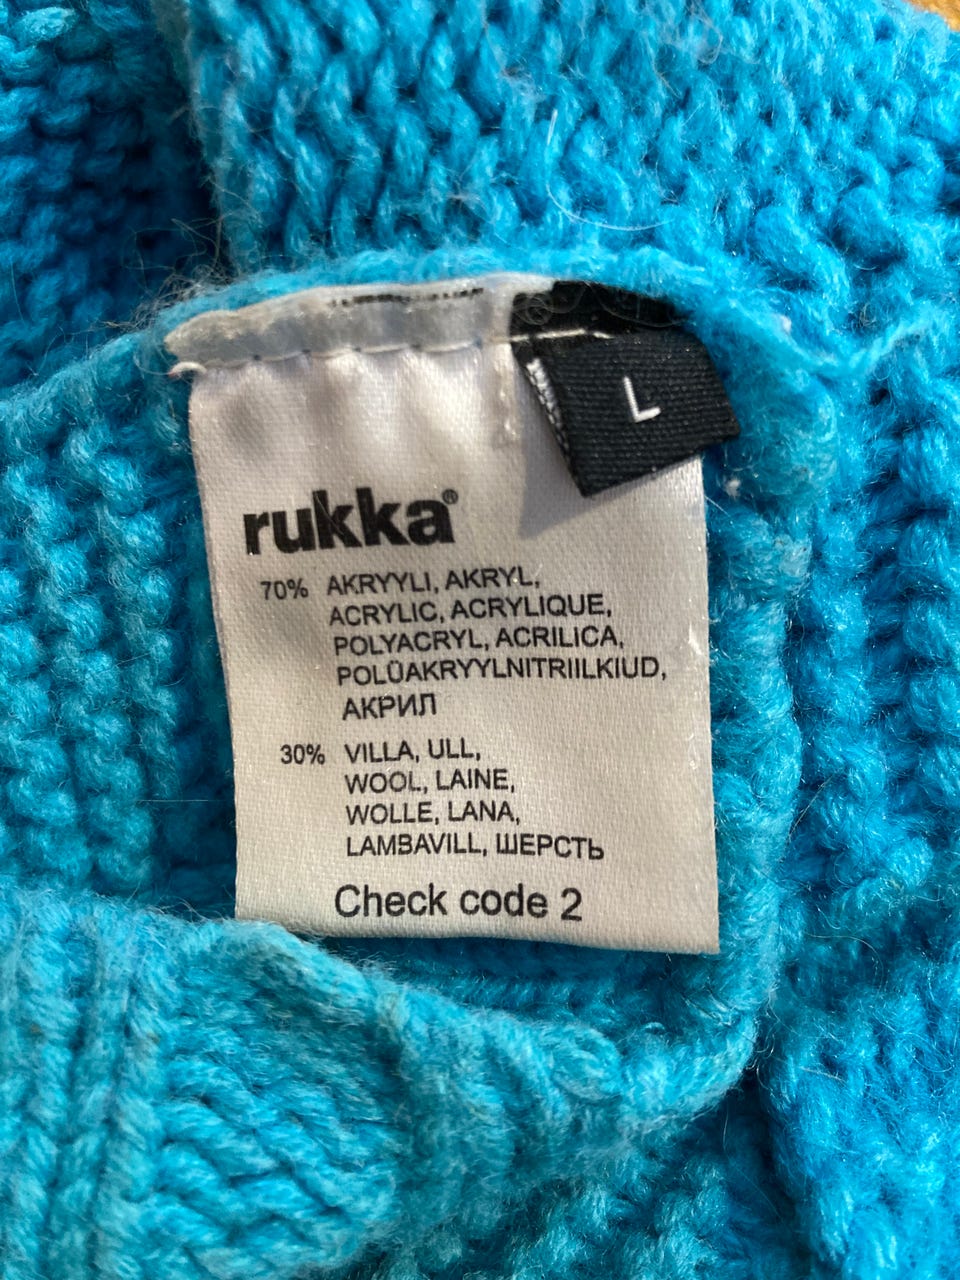 L
rukka®
70% AKRYYLI, AKRYL,
ACRYLIC, ACRYLIQUE,
POLYACRYL, ACRILICA,
POLÜAKRYYLNITRIILKIUD,
АКРИЛ
30% VILLA, ULL,
WOOL, LAINE,
WOLLE, LANA,
LAMBAVILL, ШЕРСТЬ
Check code 2